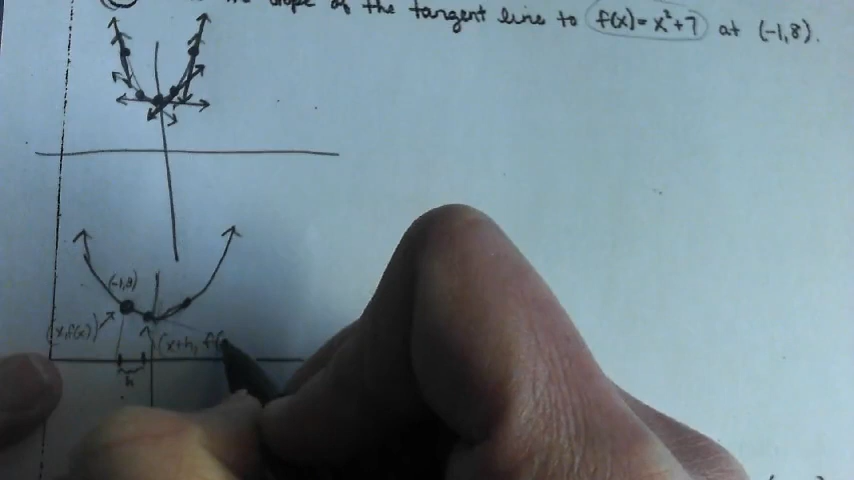 slope of the tangent line to f(x)=x²+7 at (-1,8).
(-1,8)
(x,f(x))
(x+h, f(
h